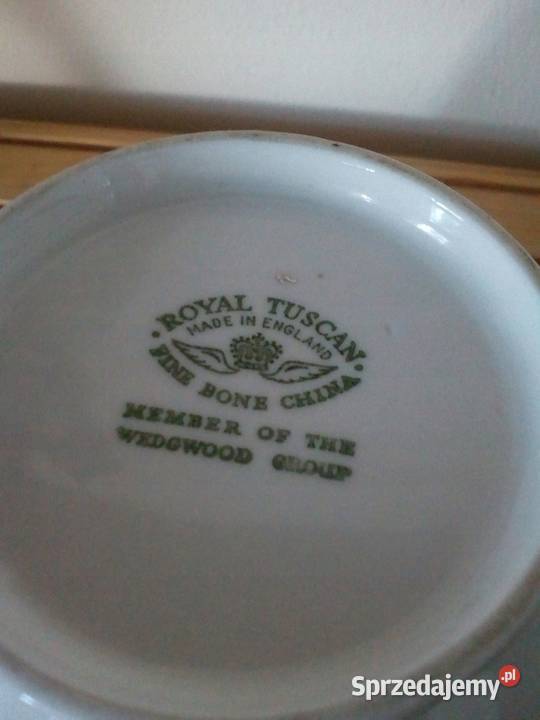 ROYAL TUSCAN
MADE IN ENGLAND
FINE BONE CHINA
MEMBER OF THE
WEDGWOOD GROUP
Sprzedajemy.pl